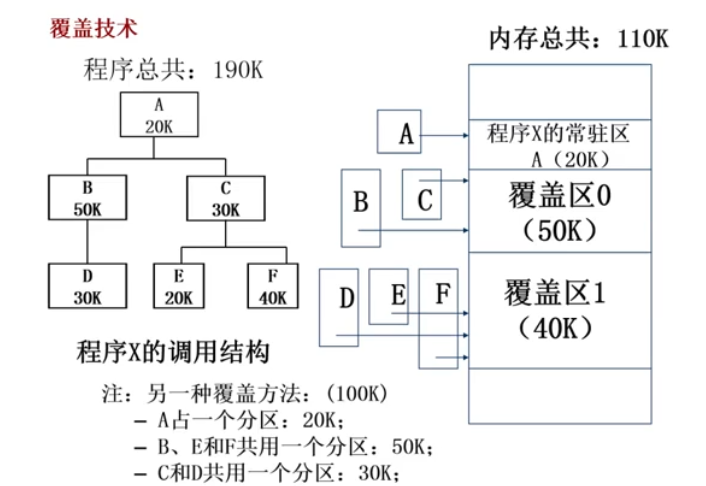 覆盖技术
程序总共：190K
内存总共：110K
A
20K
B
50K
C
30K
D
30K
E
20K
F
40K
程序X的调用结构
A
B
C
D
E
F
程序X的常驻区
A（20K）
覆盖区0
（50K）
覆盖区1
（40K）
注：另一种覆盖方法：(100K)
– A占一个分区：20K；
– B、E和F共用一个分区：50K；
– C和D共用一个分区：30K；